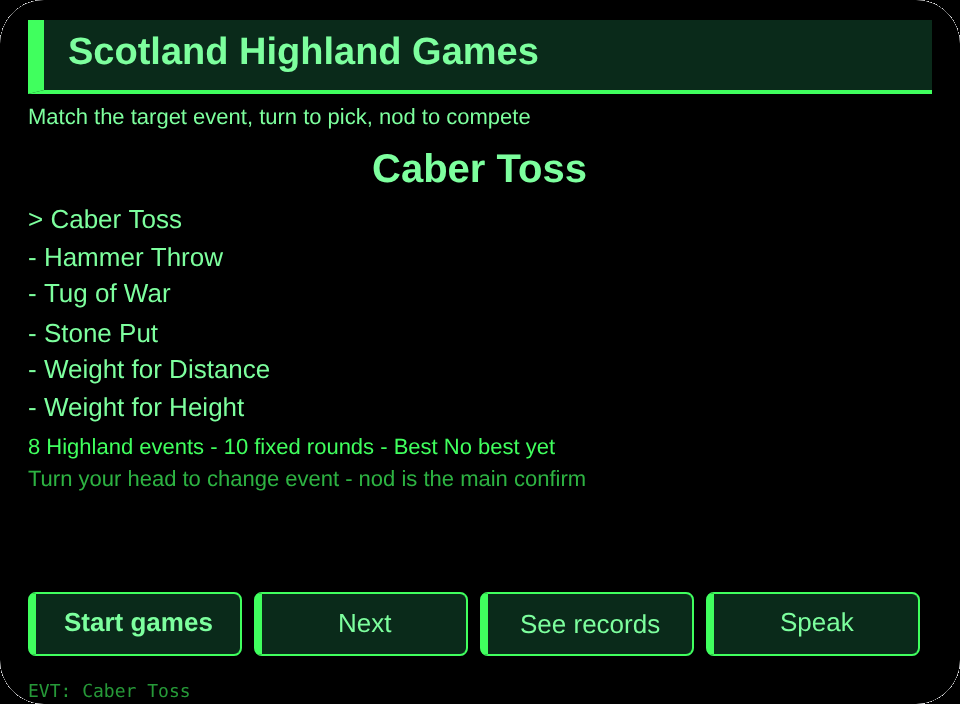 Scotland Highland Games
Match the target event, turn to pick, nod to compete
Caber Toss
> Caber Toss
- Hammer Throw
- Tug of War
- Stone Put
- Weight for Distance
- Weight for Height
8 Highland events - 10 fixed rounds - Best No best yet
Turn your head to change event - nod is the main confirm
Start games
Next
See records
Speak
EVT: Caber Toss